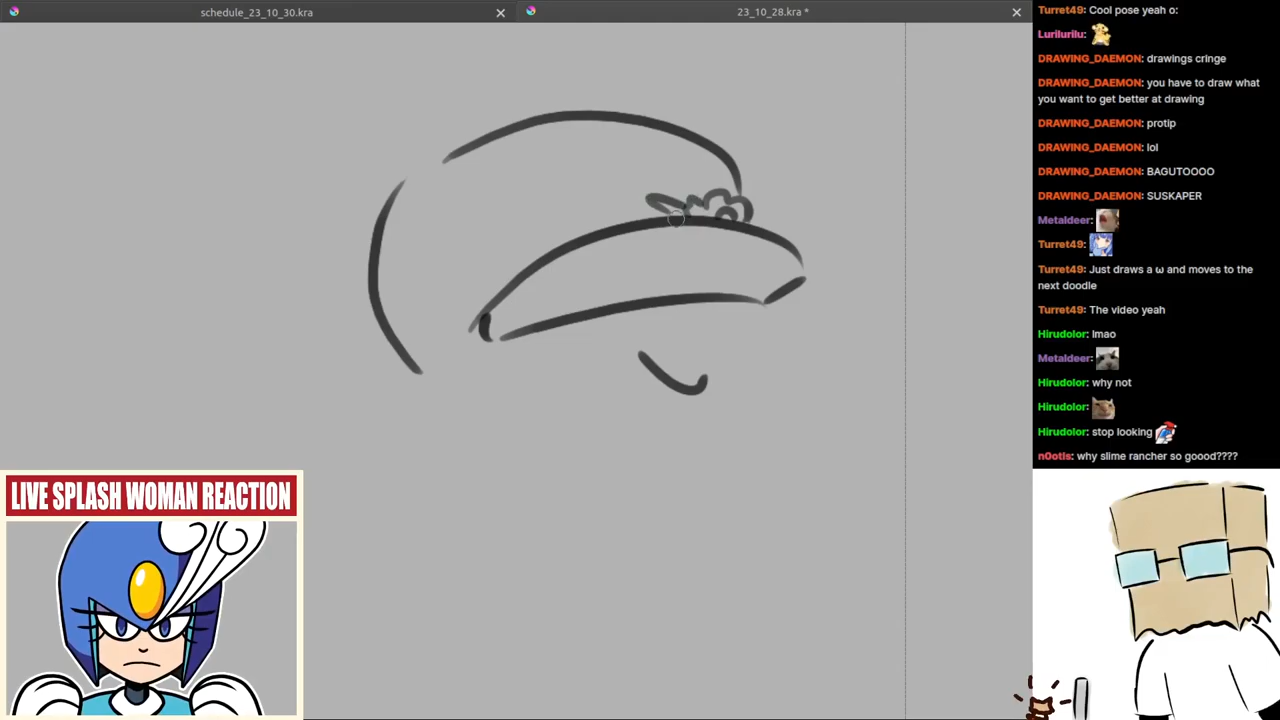 schedule_23_10_30.kra
23_10_28.kra *
Turret49: Cool pose yeah o:
Lurilurilu:
DRAWING_DAEMON: drawings cringe
DRAWING_DAEMON: you have to draw what
you want to get better at drawing
DRAWING_DAEMON: protip
DRAWING_DAEMON: lol
DRAWING_DAEMON: BAGUTOOOO
DRAWING_DAEMON: SUSKAPER
Metaldeer:
Turret49:
Turret49: Just draws a ω and moves to the
next doodle
Turret49: The video yeah
Hirudolor: lmao
Metaldeer:
Hirudolor: why not
Hirudolor:
Hirudolor: stop looking
n0otls: why slime rancher so goood????
LIVE SPLASH WOMAN REACTION